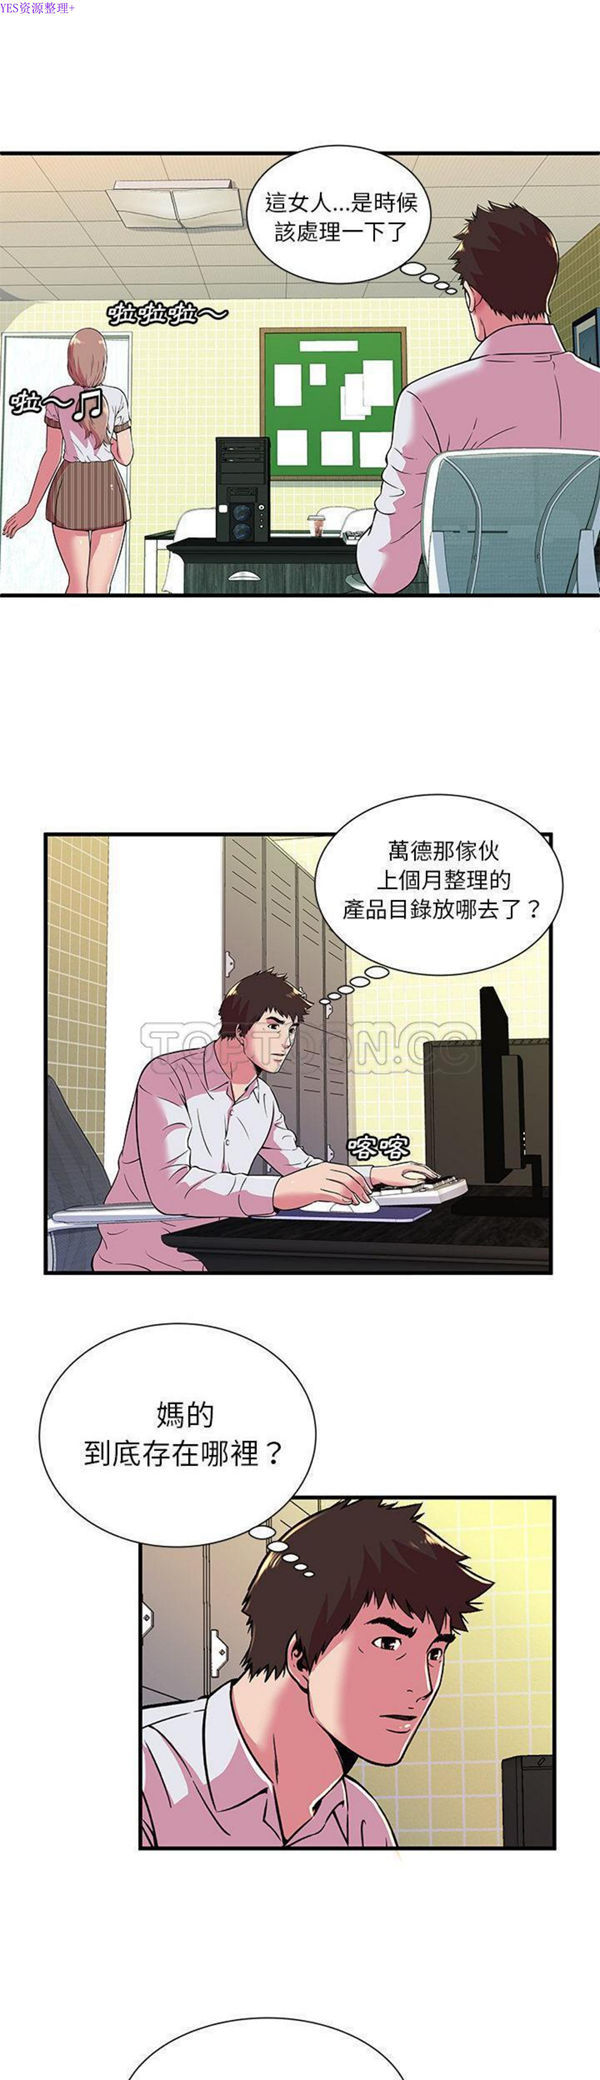 YES资源整理+
這女人...是時候
該處理一下了
啦啦啦~
啦~♫
萬德那傢伙
上個月整理的
產品目錄放哪去了？
TOPTOON.CC
喀喀
媽的
到底存在哪裡？